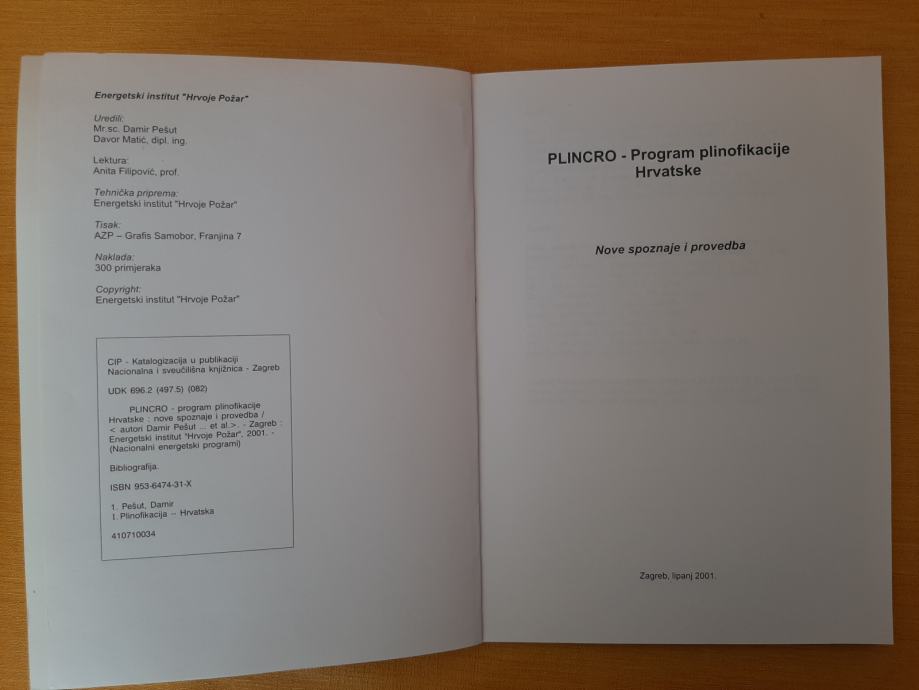 Energetski institut "Hrvoje Požar"
Uredili:
Mr.sc. Damir Pešut
Davor Matić, dipl. ing.
Lektura:
Anita Filipović, prof.
Tehnička priprema:
Energetski institut "Hrvoje Požar"
Tisak:
AZP – Grafis Samobor, Franjina 7
Naklada:
300 primjeraka
Copyright:
Energetski institut "Hrvoje Požar"
CIP - Katalogizacija u publikaciji
Nacionalna i sveučilišna knjižnica - Zagreb
UDK 696.2 (497.5) (082)
PLINCRO - program plinofikacije
Hrvatske : nove spoznaje i provedba /
< autori Damir Pešut ... et al.>. - Zagreb :
Energetski institut "Hrvoje Požar", 2001. -
(Nacionalni energetski programi)
Bibliografija.
ISBN 953-6474-31-X
1. Pešut, Damir
I. Plinofikacija -- Hrvatska
410710034
PLINCRO - Program plinofikacije
Hrvatske
Nove spoznaje i provedba
Zagreb, lipanj 2001.